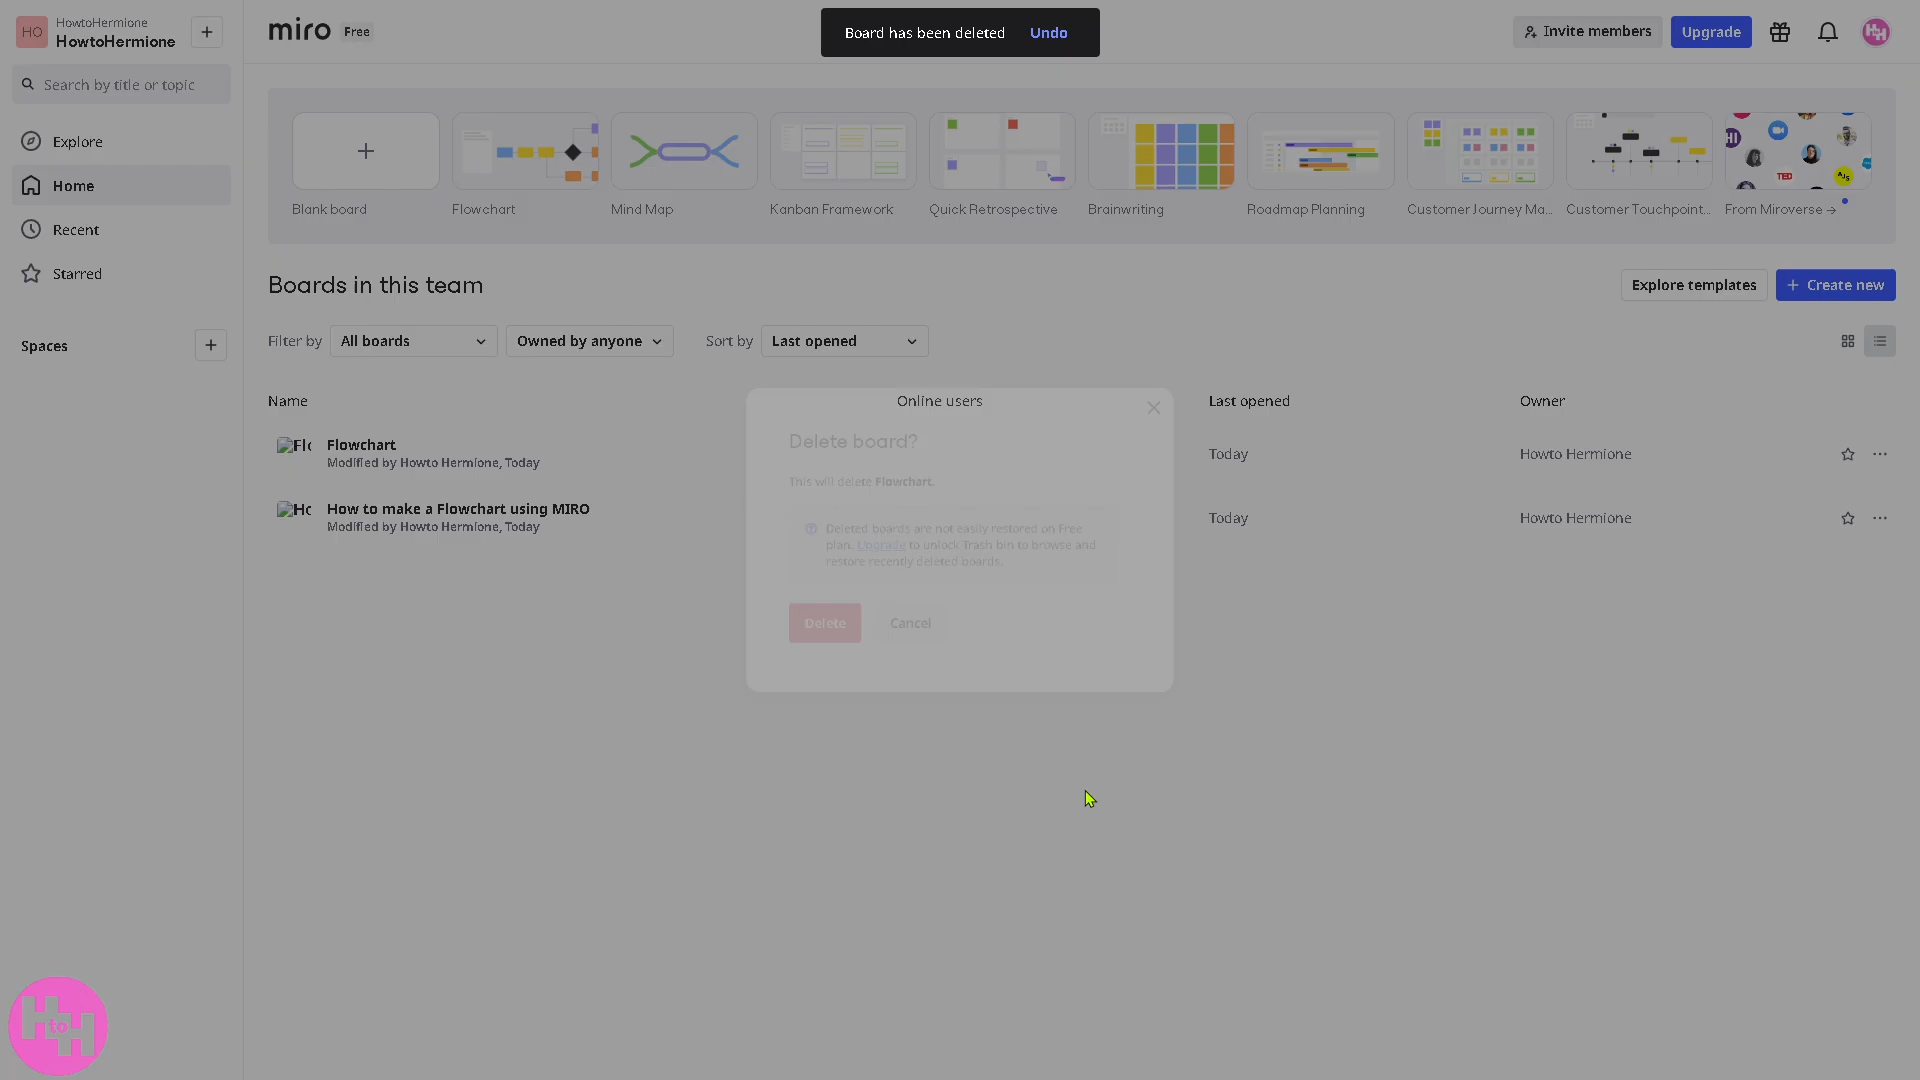 HO
HowtoHermione
HowtoHermione
miro
Free
Board has been deleted Undo
Invite members
Upgrade
Search by title or topic
Explore
Home
Recent
Starred
Spaces
Blank board
Flowchart
Mind Map
Kanban Framework
Quick Retrospective
Brainwriting
Roadmap Planning
Customer Journey Ma...
Customer Touchpoint...
TED
From Miroverse →
Boards in this team
Explore templates
+ Create new
Filter by All boards Owned by anyone Sort by Last opened
Name Online users Last opened Owner
Flowchart
Modified by Howto Hermione, Today
Today Howto Hermione
How to make a Flowchart using MIRO
Modified by Howto Hermione, Today
Today Howto Hermione
Delete board?
This will delete Flowchart.
Deleted boards are not easily restored on Free
plan. Upgrade to unlock Trash bin to browse and
restore recently deleted boards.
Delete Cancel
H to H